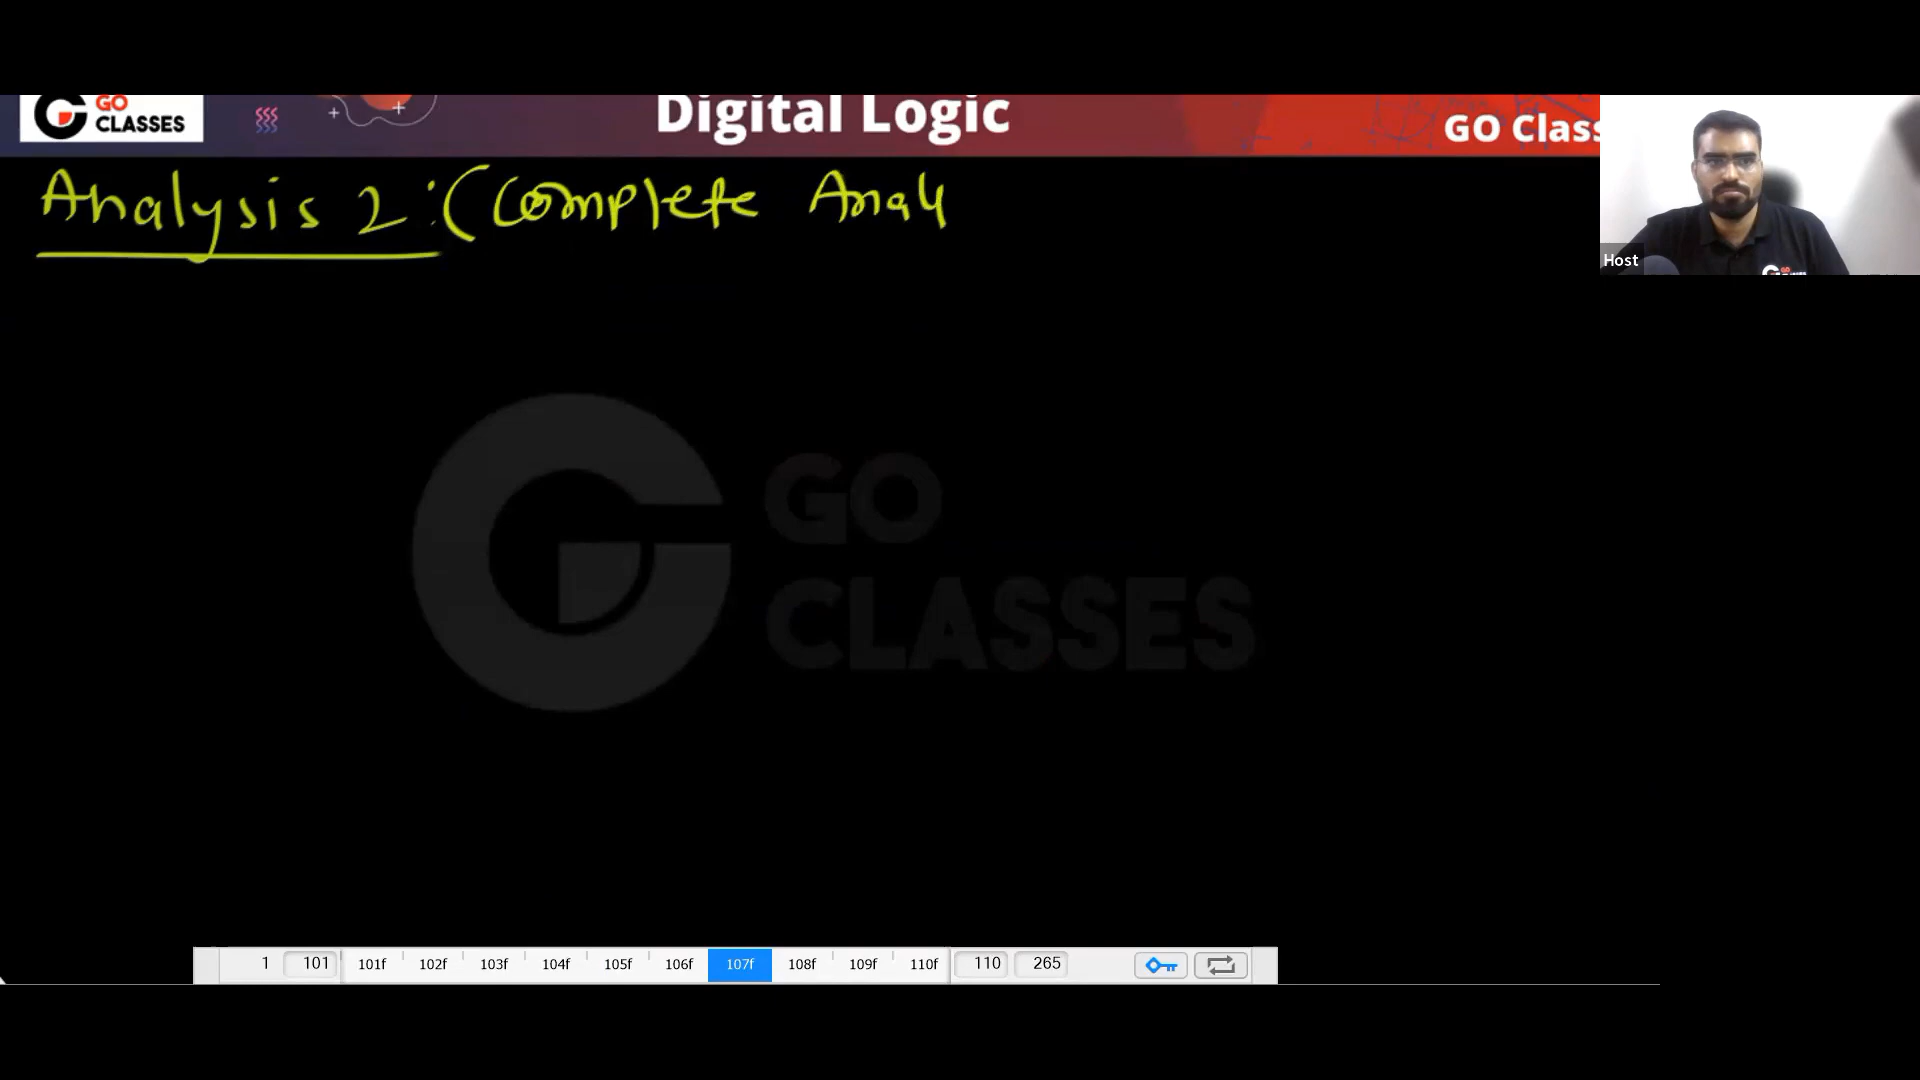 GO
CLASSES
Digital Logic
GO Class
Analysis 2 : (Complete Analy
Host
GO
CLASSES
1 101 101f 102f 103f 104f 105f 106f 107f 108f 109f 110f 110 265